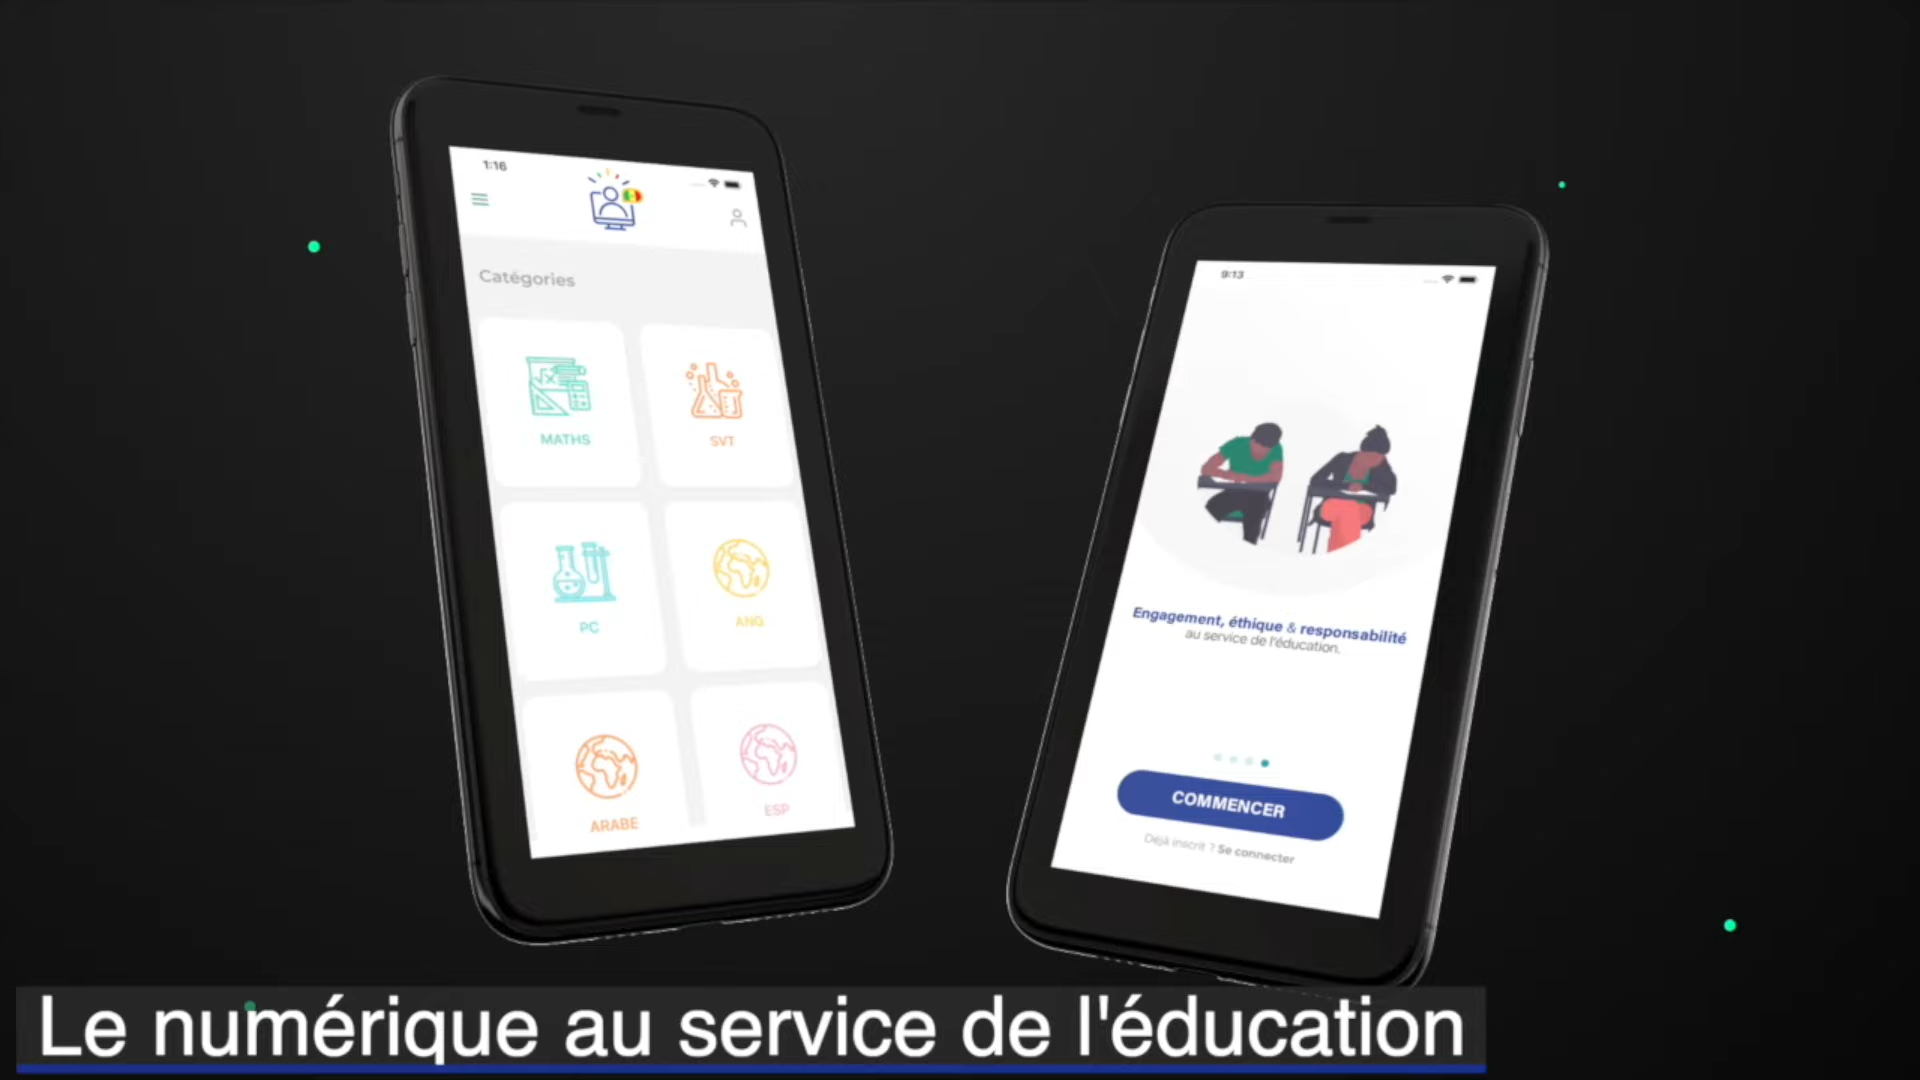 1:16
Catégories
MATHS
SVT
PC
ANG
ARABE
ESP
9:13
Engagement, éthique & responsabilité
au service de l'éducation.
COMMENCER
Déjà inscrit ? Se connecter
Le numérique au service de l'éducation